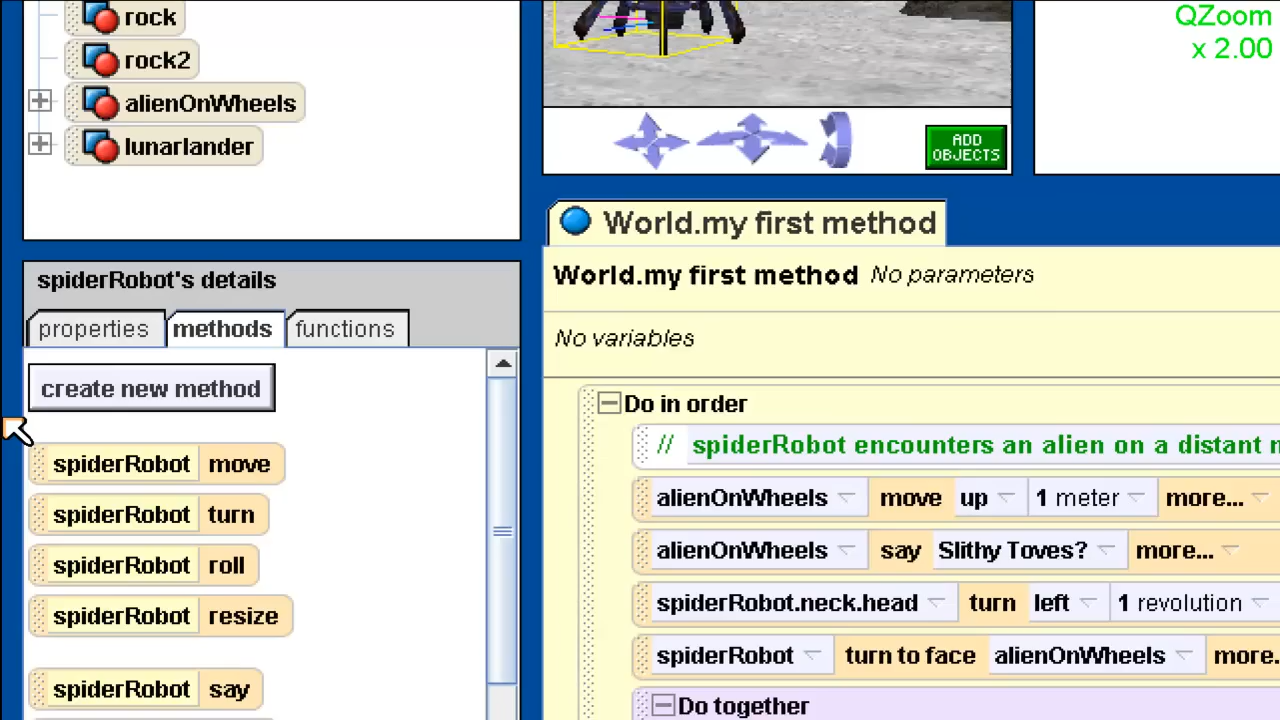 rock
rock2
alienOnWheels
lunarlander
QZoom
x 2.00
ADD
OBJECTS
spiderRobot's details
properties methods functions
create new method
spiderRobot move
spiderRobot turn
spiderRobot roll
spiderRobot resize
spiderRobot say
World.my first method
World.my first method No parameters
No variables
Do in order
// spiderRobot encounters an alien on a distant
alienOnWheels move up 1 meter more...
alienOnWheels say Slithy Toves? more...
spiderRobot.neck.head turn left 1 revolution
spiderRobot turn to face alienOnWheels more.
Do together